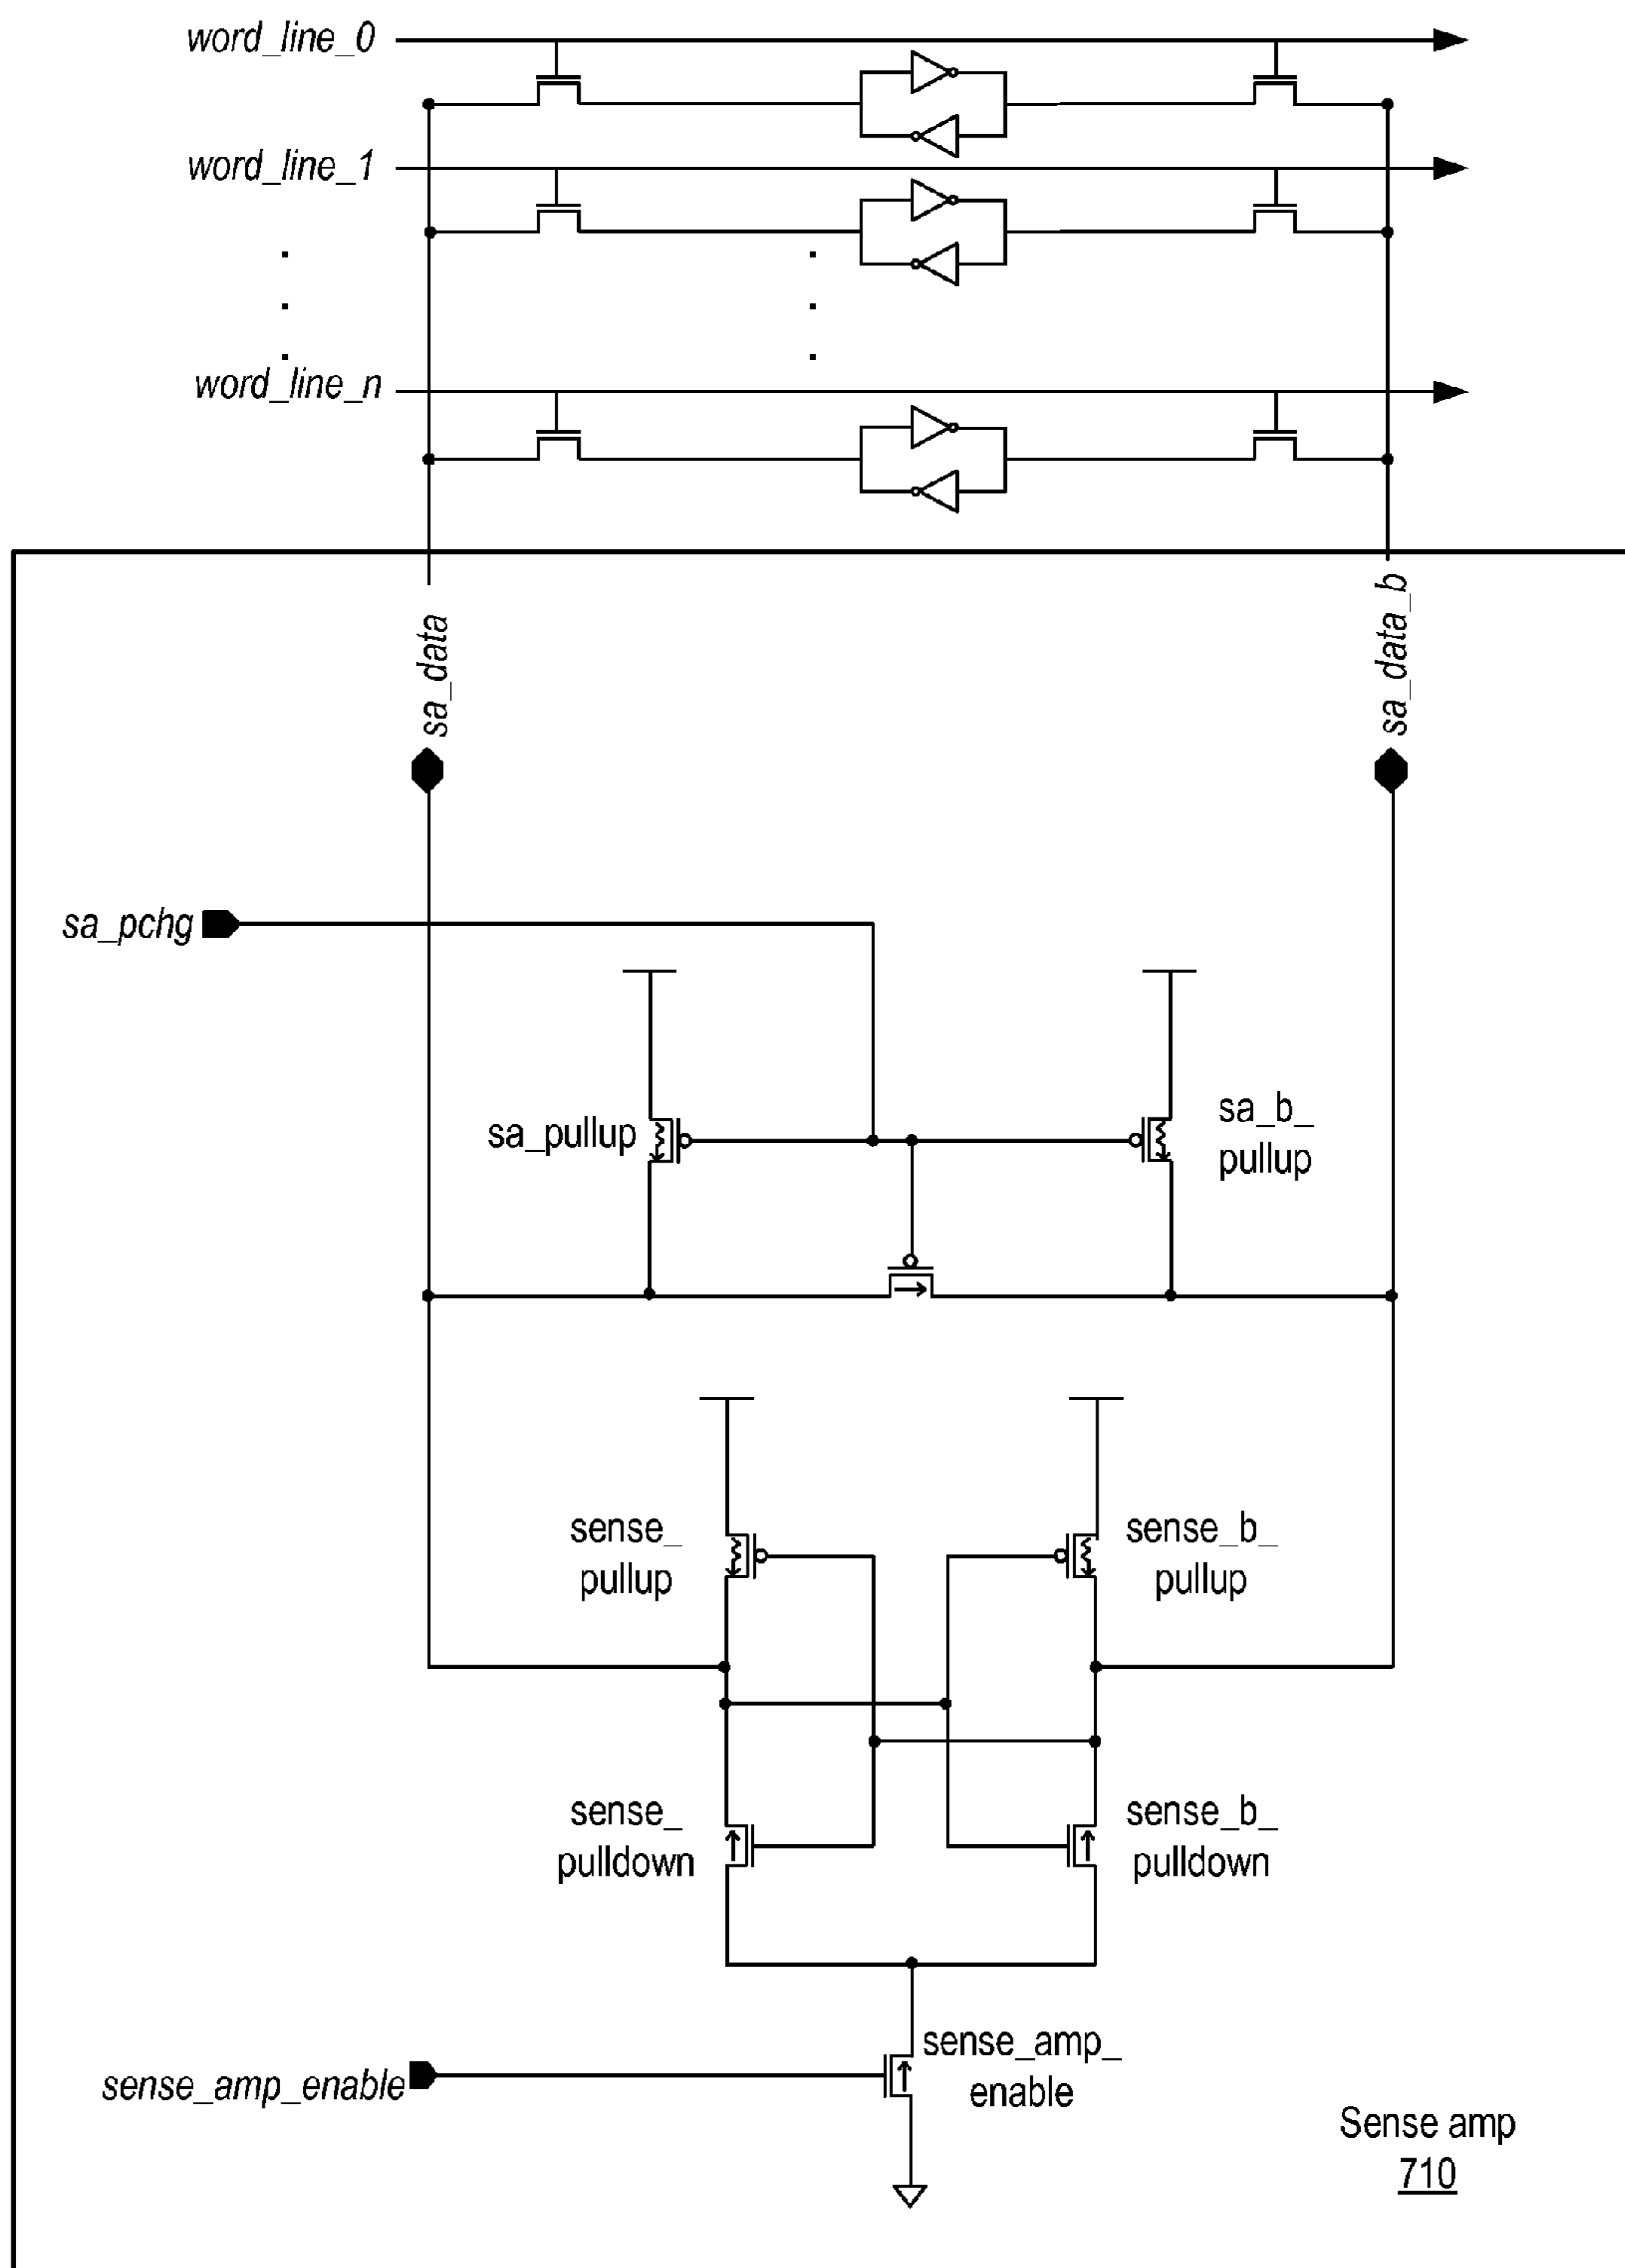 word_line_0
word_line_1
word_line_n
sa_data
sa_data_b
sa_pchg
sa_pullup
sa_b_
pullup
sense_
pullup
sense_b_
pullup
sense_
pulldown
sense_b_
pulldown
sense_amp_enable
sense_amp_
enable
Sense amp
710